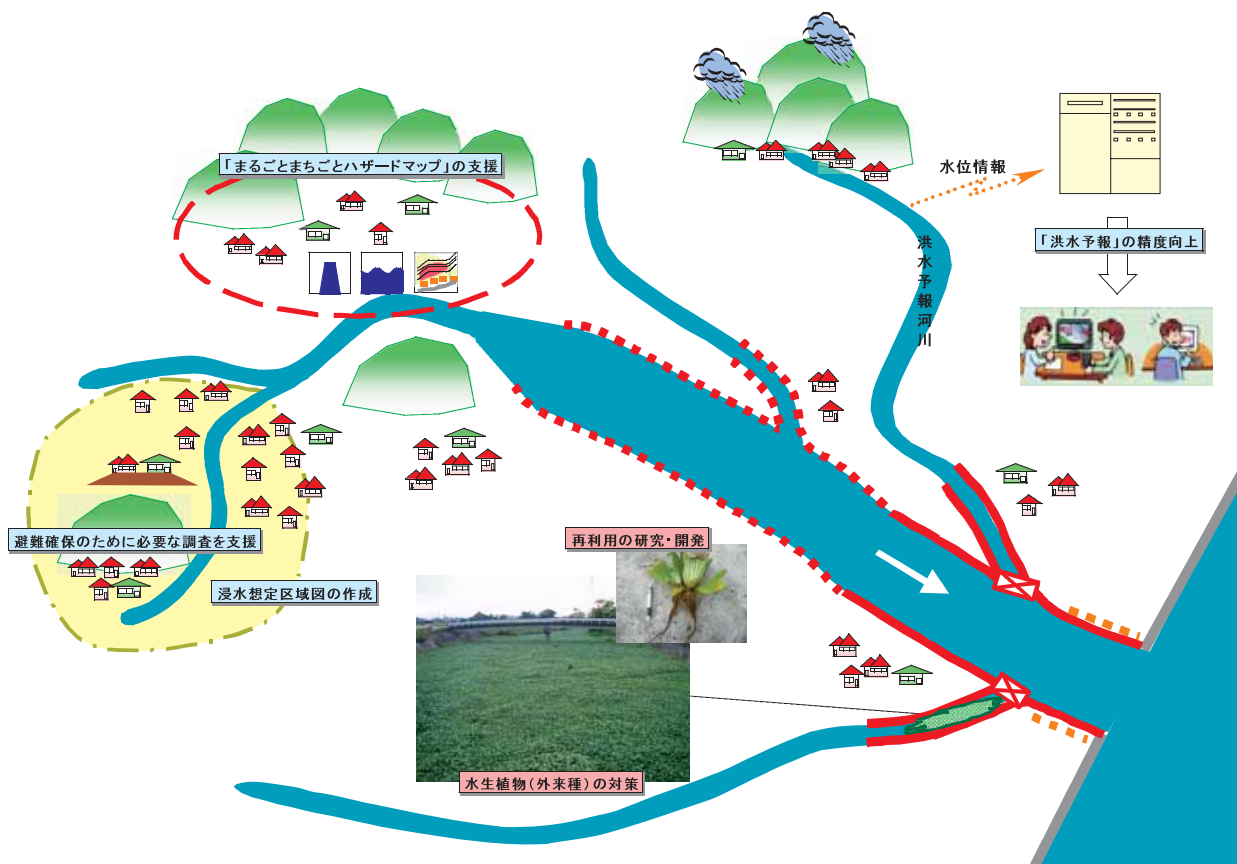 「まるごとまちごとハザードマップ」の支援
水位情報
「洪水予報」の精度向上
洪水予報河川
避難確保のために必要な調査を支援
浸水想定区域図の作成
再利用の研究・開発
水生植物(外来種)の対策